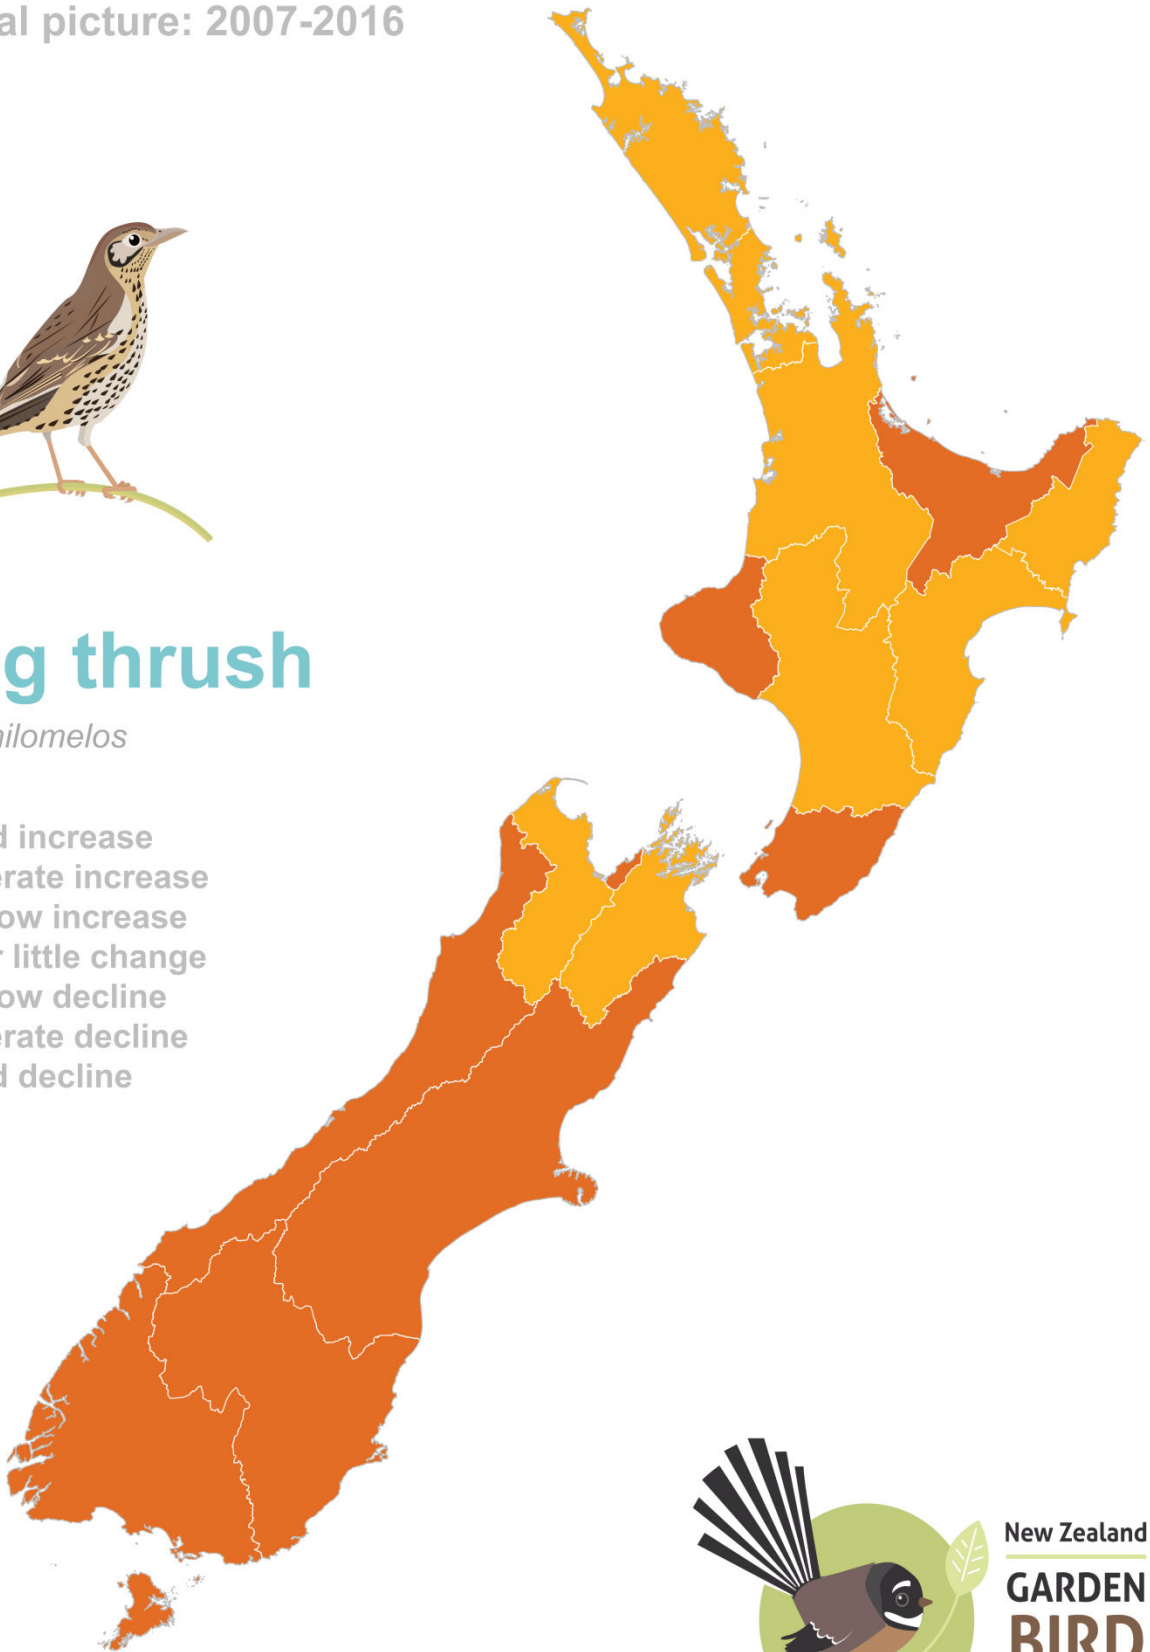 al picture: 2007-2016
g thrush
nilomelos
d increase
erate increase
ow increase
r little change
ow decline
erate decline
d decline
New Zealand
GARDEN
BIRD